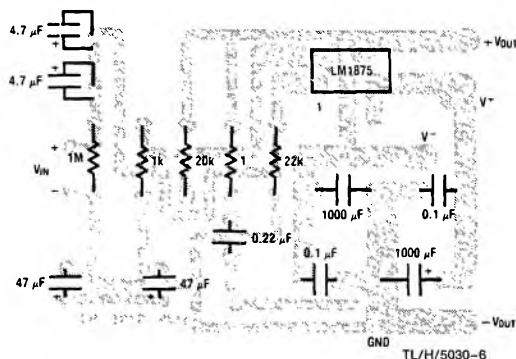 4.7 μF
+
4.7 μF
+
+VOUT
LM1875
1
V+
V−
+
VIN
−
1M
1k
20k
1
22k
1000 μF
0.1 μF
0.22 μF
0.1 μF
1000 μF
+
47 μF
+
47 μF
+
−VOUT
GND
TL/H/5030-6